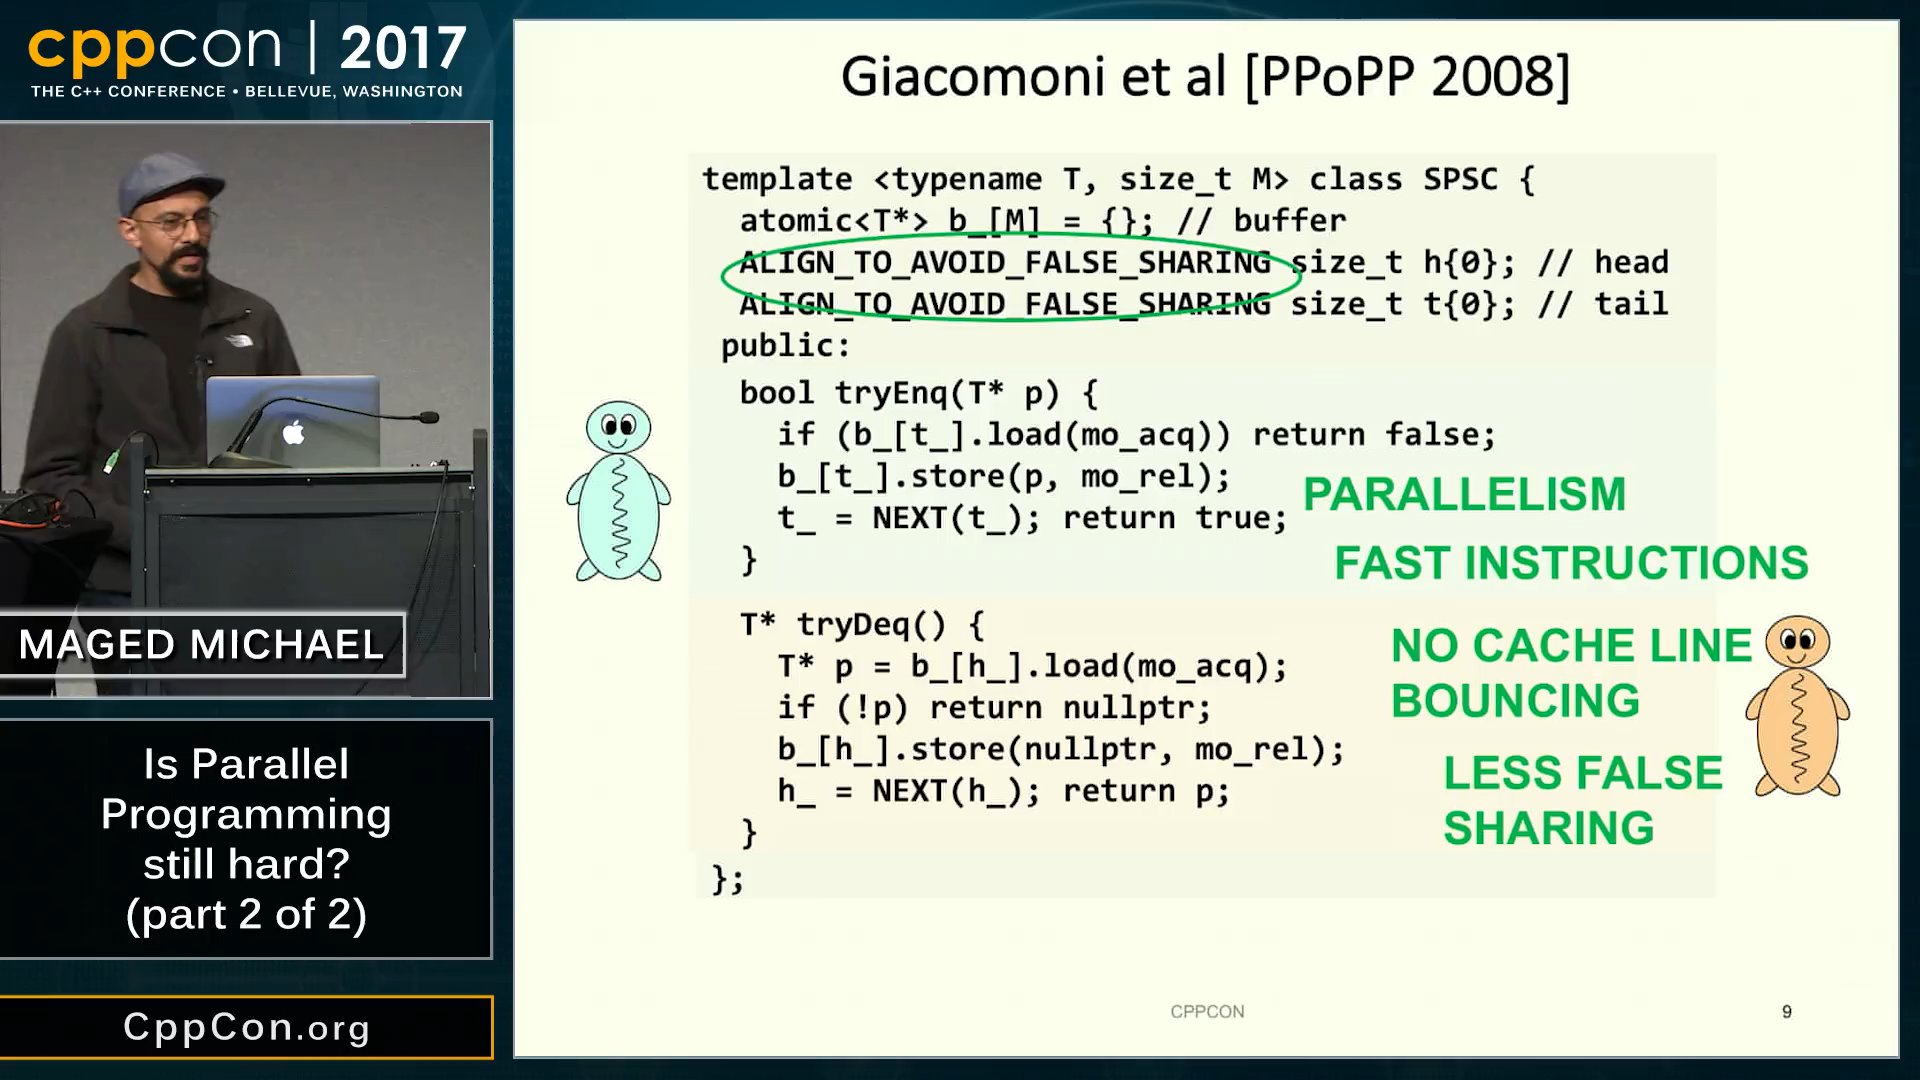 cppcon | 2017
THE C++ CONFERENCE • BELLEVUE, WASHINGTON
MAGED MICHAEL
Is Parallel
Programming
still hard?
(part 2 of 2)
CppCon.org
Giacomoni et al [PPoPP 2008]
template <typename T, size_t M> class SPSC {
atomic<T*> b_[M] = {}; // buffer
ALIGN_TO_AVOID_FALSE_SHARING size_t h{0}; // head
ALIGN_TO_AVOID_FALSE_SHARING size_t t{0}; // tail
public:
bool tryEnq(T* p) {
if (b_[t_].load(mo_acq)) return false;
b_[t_].store(p, mo_rel);
t_ = NEXT(t_); return true;
}
PARALLELISM
FAST INSTRUCTIONS
T* tryDeq() {
T* p = b_[h_].load(mo_acq);
if (!p) return nullptr;
b_[h_].store(nullptr, mo_rel);
h_ = NEXT(h_); return p;
}
};
NO CACHE LINE
BOUNCING
LESS FALSE
SHARING
CPPCON
9